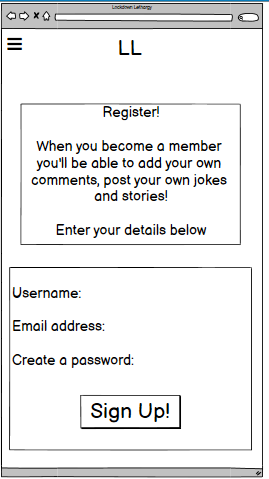 Lockdown Lethargy
LL
Register!
When you become a member
you'll be able to add your own
comments, post your own jokes
and stories!
Enter your details below
Username:
Email address:
Create a password:
Sign Up!